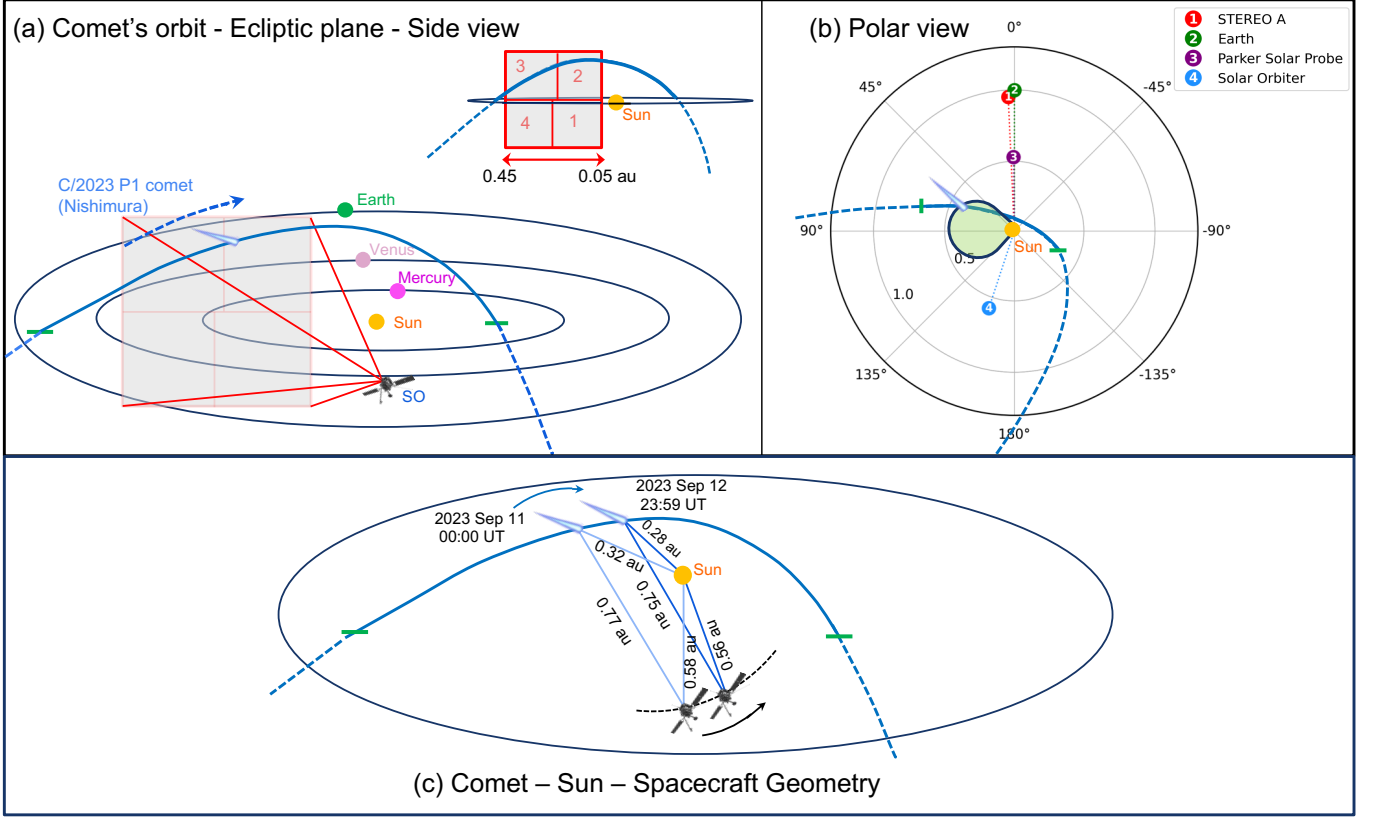 (a) Comet's orbit - Ecliptic plane - Side view
3
2
4
1
Sun
0.45
0.05 au
C/2023 P1 comet
(Nishimura)
Earth
Venus
Mercury
Sun
SO
(b) Polar view
1 STEREO A
2 Earth
3 Parker Solar Probe
4 Solar Orbiter
0°
45°
-45°
1
2
3
90°
-90°
Sun
0.5
1.0
4
135°
-135°
180°
2023 Sep 11
00:00 UT
2023 Sep 12
23:59 UT
0.28 au
0.32 au
Sun
0.75 au
0.77 au
0.58 au
0.56 au
(c) Comet – Sun – Spacecraft Geometry